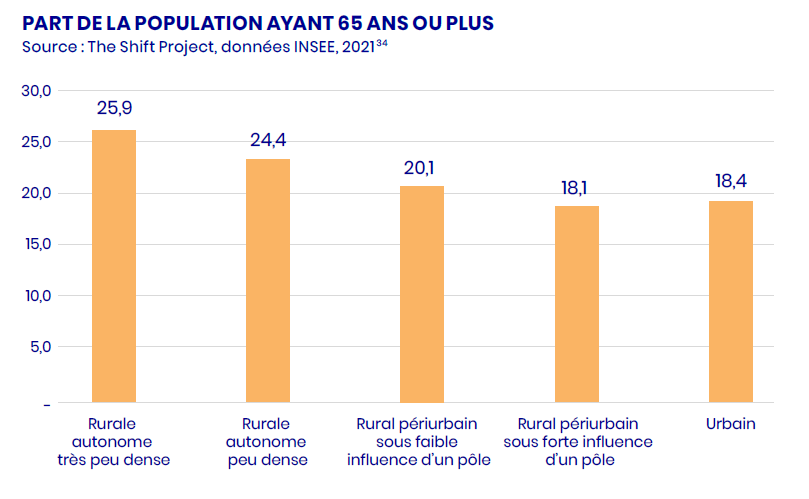 PART DE LA POPULATION AYANT 65 ANS OU PLUS
Source : The Shift Project, données INSEE, 2021³⁴
30,0
25,0
20,0
15,0
10,0
5,0
–
25,9
24,4
20,1
18,1
18,4
Rurale
autonome
très peu dense
Rurale
autonome
peu dense
Rural périurbain
sous faible
influence d’un pôle
Rural périurbain
sous forte influence
d’un pôle
Urbain